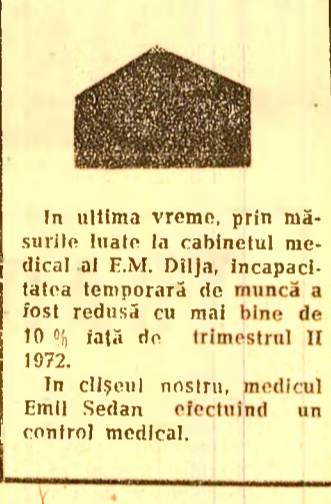 In ultima vreme, prin mă-
surile luate la cabinetul me-
dical al E.M. Dîlja, incapaci-
tatea temporară de muncă a
fost redusă cu mai bine de
10 % față de trimestrul II
1972.
In clișeul nostru, medicul
Emil Sedan efectuind un
control medical.